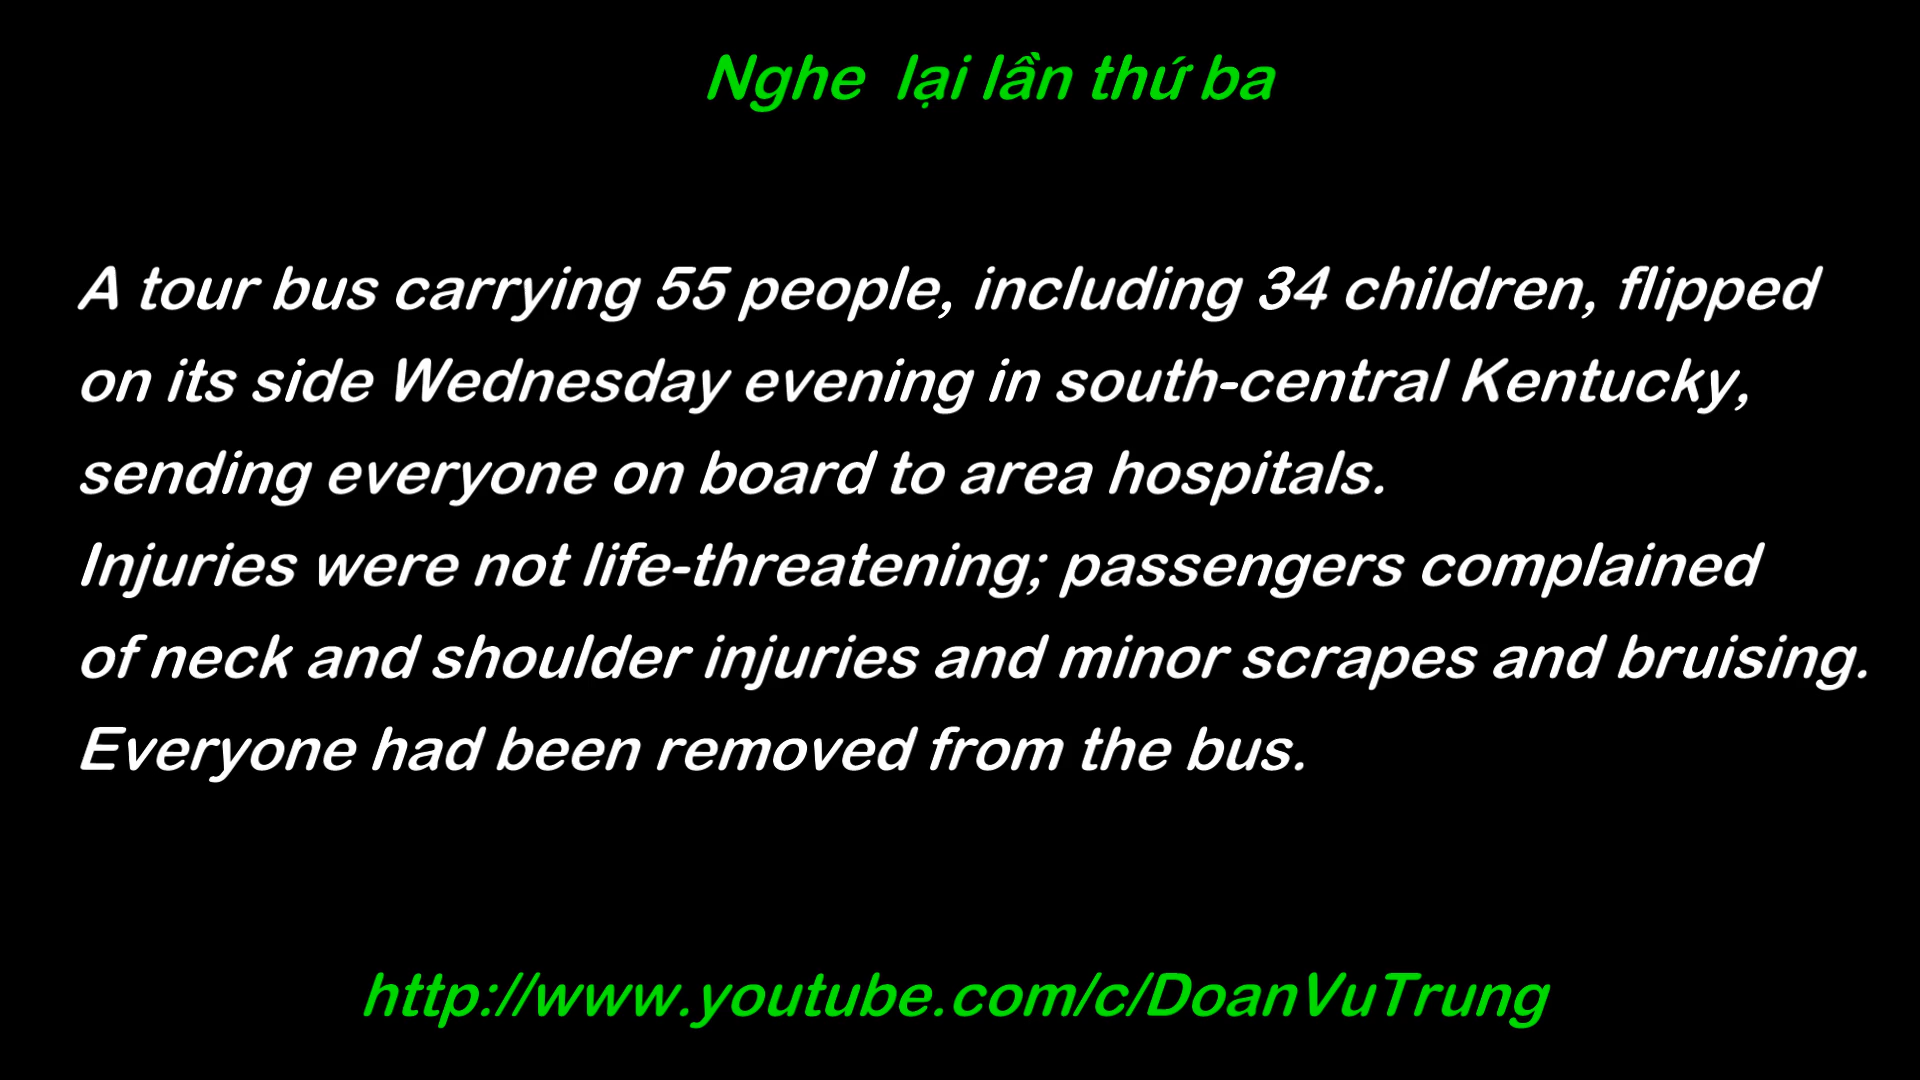 Nghe lại lần thứ ba
A tour bus carrying 55 people, including 34 children, flipped
on its side Wednesday evening in south-central Kentucky,
sending everyone on board to area hospitals.
Injuries were not life-threatening; passengers complained
of neck and shoulder injuries and minor scrapes and bruising.
Everyone had been removed from the bus.
http://www.youtube.com/c/DoanVuTrung